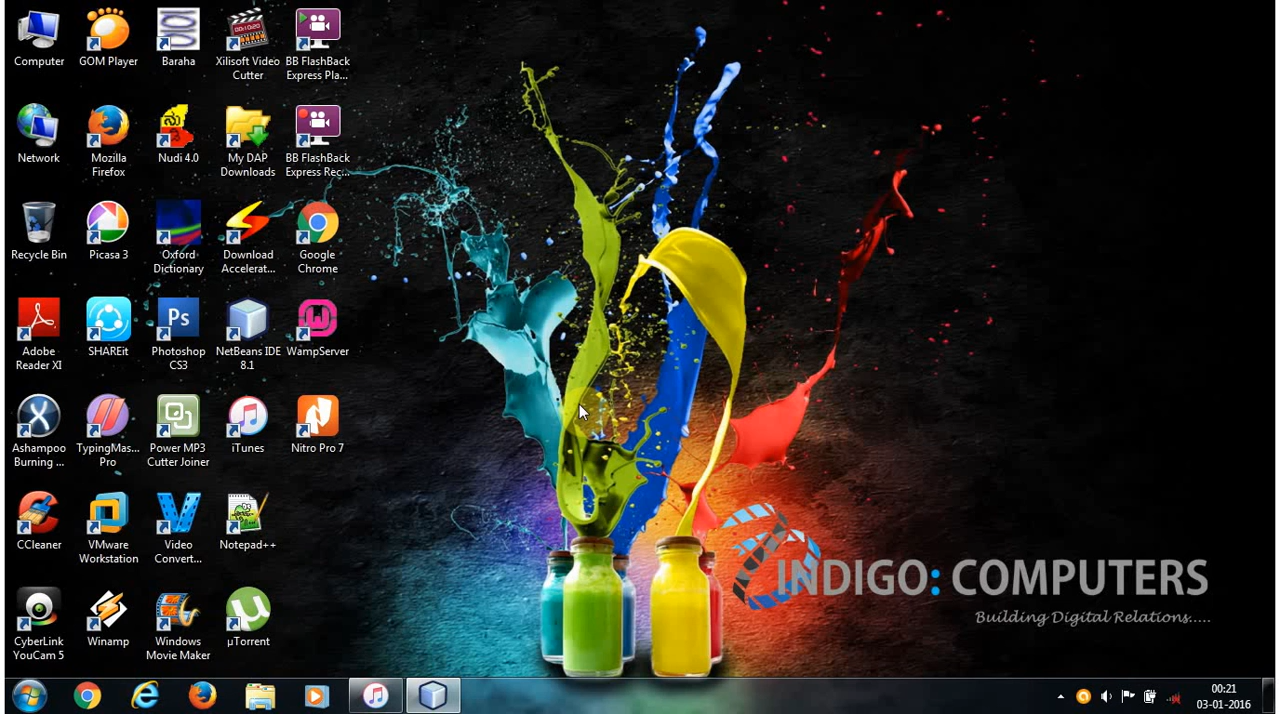 Computer
GOM Player
Baraha
Xilisoft Video
Cutter
BB FlashBack
Express Pla...
Network
Mozilla
Firefox
ನು
ಡಿ
Nudi 4.0
My DAP
Downloads
BB FlashBack
Express Rec...
Recycle Bin
Picasa 3
Oxford
Dictionary
Download
Accelerat...
Google
Chrome
Adobe
Reader XI
SHAREit
Ps
Photoshop
CS3
NetBeans IDE
8.1
WampServer
Ashampoo
Burning ...
TypingMas...
Pro
Power MP3
Cutter Joiner
iTunes
Nitro Pro 7
CCleaner
VMware
Workstation
Video
Convert...
Notepad++
CyberLink
YouCam 5
Winamp
Windows
Movie Maker
µTorrent
INDIGO: COMPUTERS
Building Digital Relations.....
00:21
03-01-2016